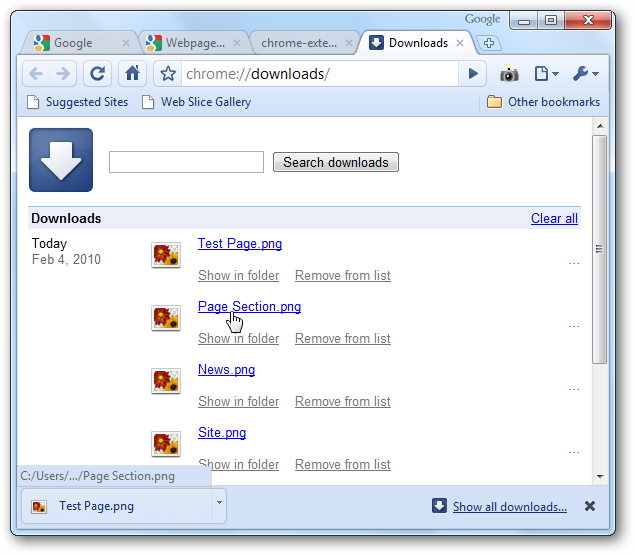 Google
Google
Webpage...
chrome-exte...
Downloads
chrome://downloads/
Suggested Sites
Web Slice Gallery
Other bookmarks
Search downloads
Downloads
Clear all
Today
Test Page.png
Feb 4, 2010
...
Show in folder
Remove from list
Page Section.png
...
Show in folder
Remove from list
News.png
...
Show in folder
Remove from list
Site.png
...
Show in folder
Remove from list
C:/Users/.../Page Section.png
Test Page.png
Show all downloads...